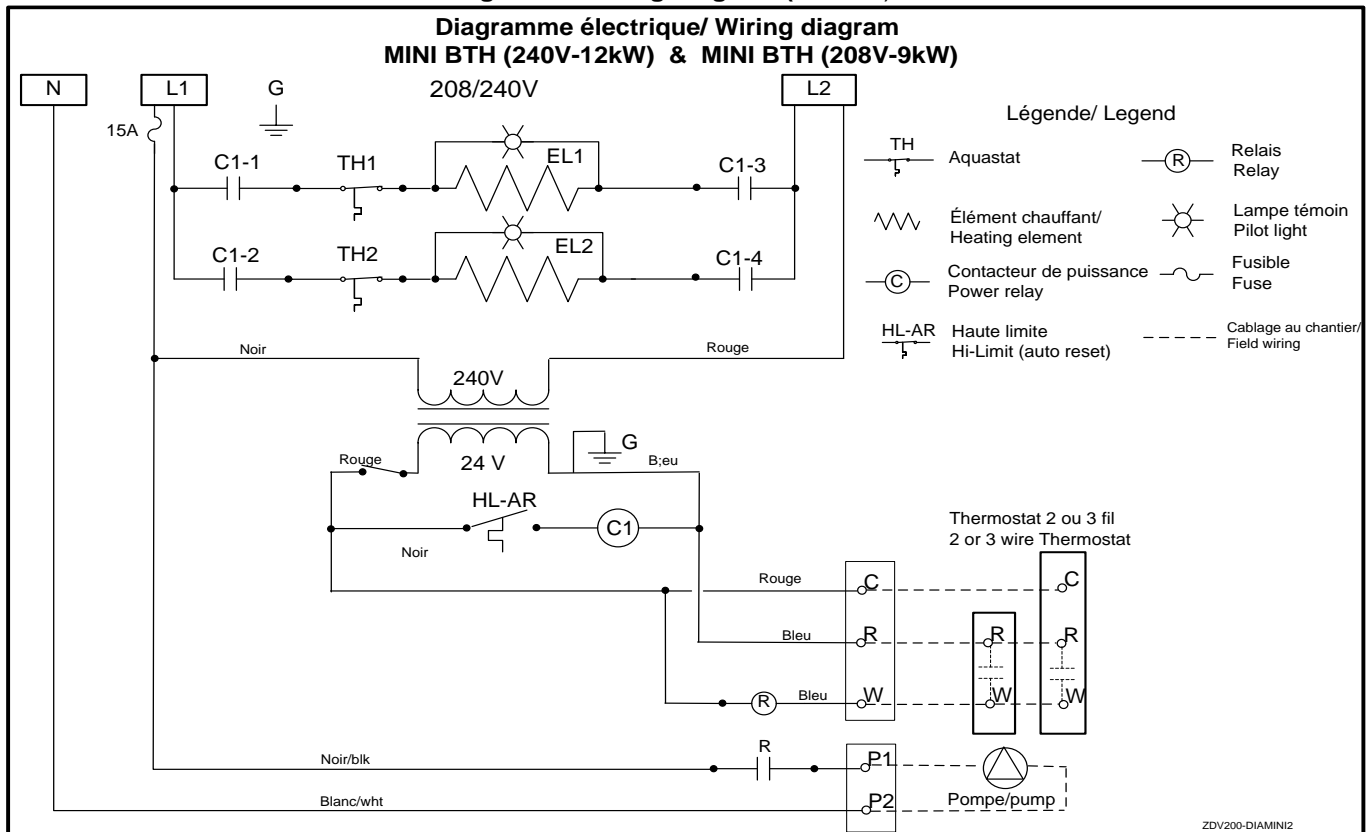 Diagramme électrique/ Wiring diagram
MINI BTH (240V-12kW) & MINI BTH (208V-9kW)
N
L1
G
208/240V
L2
15A
C1-1
TH1
EL1
C1-3
C1-2
TH2
EL2
C1-4
Légende/ Legend
TH
Aquastat
R
Relais
Relay
Élément chauffant/
Heating element
Lampe témoin
Pilot light
C
Contacteur de puissance
Power relay
Fusible
Fuse
HL-AR
Haute limite
Hi-Limit (auto reset)
Cablage au chantier/
Field wiring
Noir
Rouge
240V
24 V
G
Rouge
B;eu
HL-AR
C1
Noir
Thermostat 2 ou 3 fil
2 or 3 wire Thermostat
Rouge
C
C
Bleu
R
R
R
R
Bleu
W
W
W
Noir/blk
R
P1
Blanc/wht
P2
Pompe/pump
ZDV200-DIAMINI2